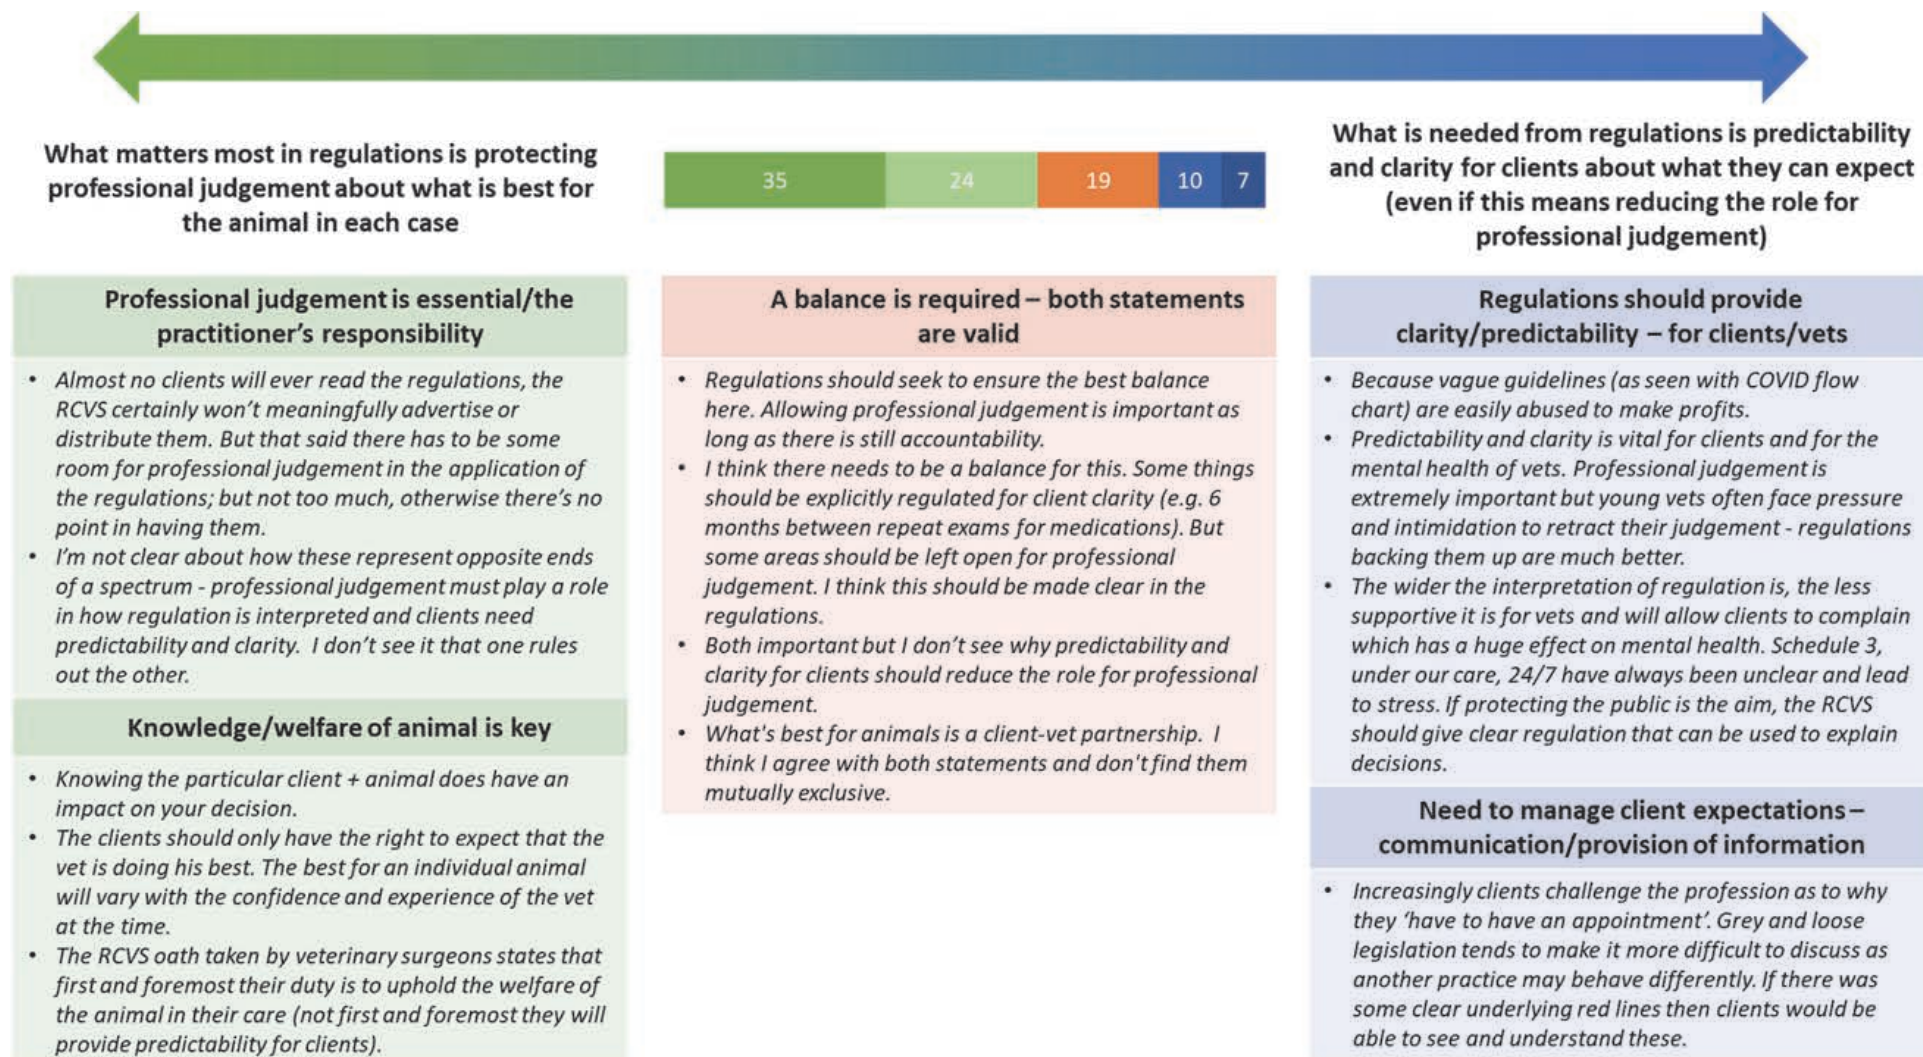 What matters most in regulations is protecting
professional judgement about what is best for
the animal in each case
35 24 19 10 7
What is needed from regulations is predictability
and clarity for clients about what they can expect
(even if this means reducing the role for
professional judgement)
Professional judgement is essential/the
practitioner's responsibility
• Almost no clients will ever read the regulations, the
RCVS certainly won't meaningfully advertise or
distribute them. But that said there has to be some
room for professional judgement in the application of
the regulations; but not too much, otherwise there's no
point in having them.
• I'm not clear about how these represent opposite ends
of a spectrum - professional judgement must play a role
in how regulation is interpreted and clients need
predictability and clarity. I don't see it that one rules
out the other.
Knowledge/welfare of animal is key
• Knowing the particular client + animal does have an
impact on your decision.
• The clients should only have the right to expect that the
vet is doing his best. The best for an individual animal
will vary with the confidence and experience of the vet
at the time.
• The RCVS oath taken by veterinary surgeons states that
first and foremost their duty is to uphold the welfare of
the animal in their care (not first and foremost they will
provide predictability for clients).
A balance is required – both statements
are valid
• Regulations should seek to ensure the best balance
here. Allowing professional judgement is important as
long as there is still accountability.
• I think there needs to be a balance for this. Some things
should be explicitly regulated for client clarity (e.g. 6
months between repeat exams for medications). But
some areas should be left open for professional
judgement. I think this should be made clear in the
regulations.
• Both important but I don't see why predictability and
clarity for clients should reduce the role for professional
judgement.
• What's best for animals is a client-vet partnership. I
think I agree with both statements and don't find them
mutually exclusive.
Regulations should provide
clarity/predictability – for clients/vets
• Because vague guidelines (as seen with COVID flow
chart) are easily abused to make profits.
• Predictability and clarity is vital for clients and for the
mental health of vets. Professional judgement is
extremely important but young vets often face pressure
and intimidation to retract their judgement - regulations
backing them up are much better.
• The wider the interpretation of regulation is, the less
supportive it is for vets and will allow clients to complain
which has a huge effect on mental health. Schedule 3,
under our care, 24/7 have always been unclear and lead
to stress. If protecting the public is the aim, the RCVS
should give clear regulation that can be used to explain
decisions.
Need to manage client expectations –
communication/provision of information
• Increasingly clients challenge the profession as to why
they 'have to have an appointment'. Grey and loose
legislation tends to make it more difficult to discuss as
another practice may behave differently. If there was
some clear underlying red lines then clients would be
able to see and understand these.